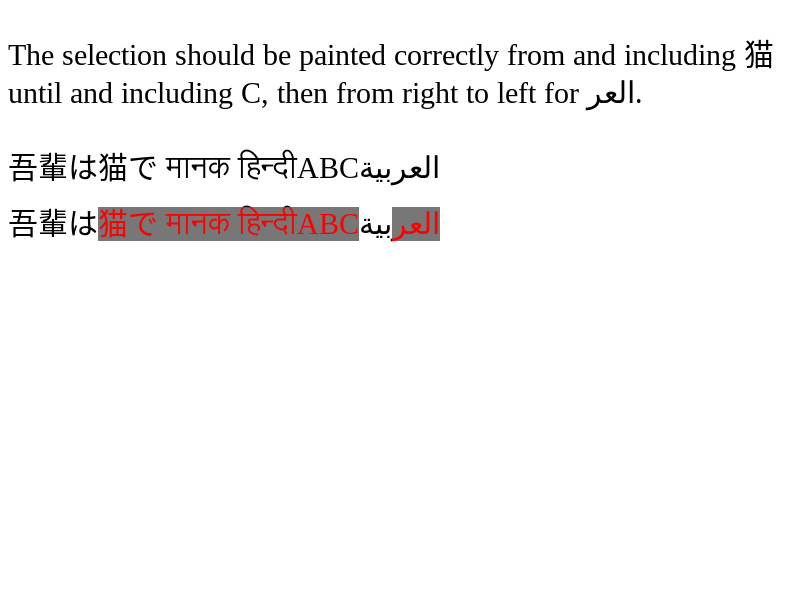 The selection should be painted correctly from and including 猫
until and including C, then from right to left for العر.
吾輩は猫で मानक हिन्दीABCالعربية
吾輩は猫で मानक हिन्दीABCالعربية